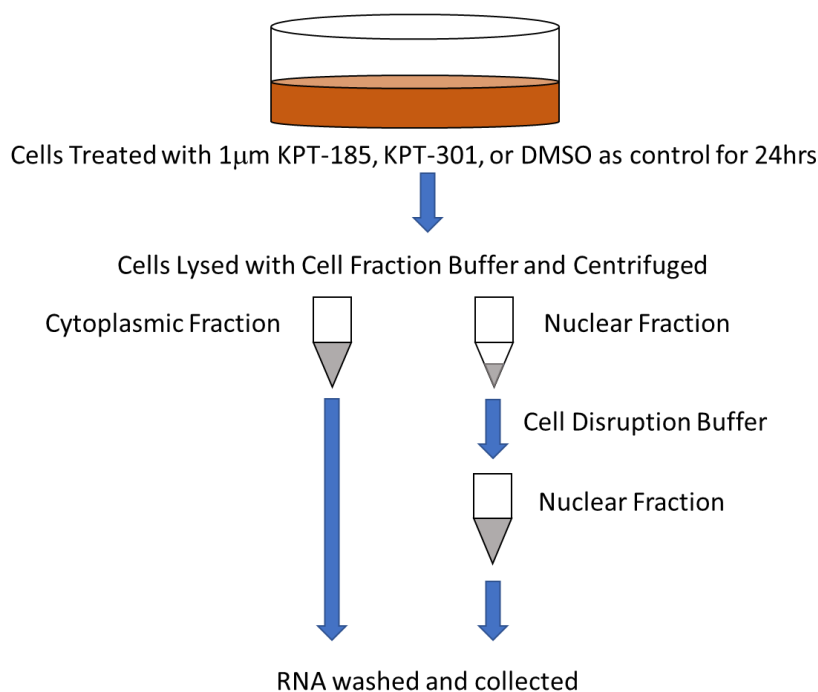 Cells Treated with 1μm KPT-185, KPT-301, or DMSO as control for 24hrs
Cells Lysed with Cell Fraction Buffer and Centrifuged
Cytoplasmic Fraction
Nuclear Fraction
Cell Disruption Buffer
Nuclear Fraction
RNA washed and collected